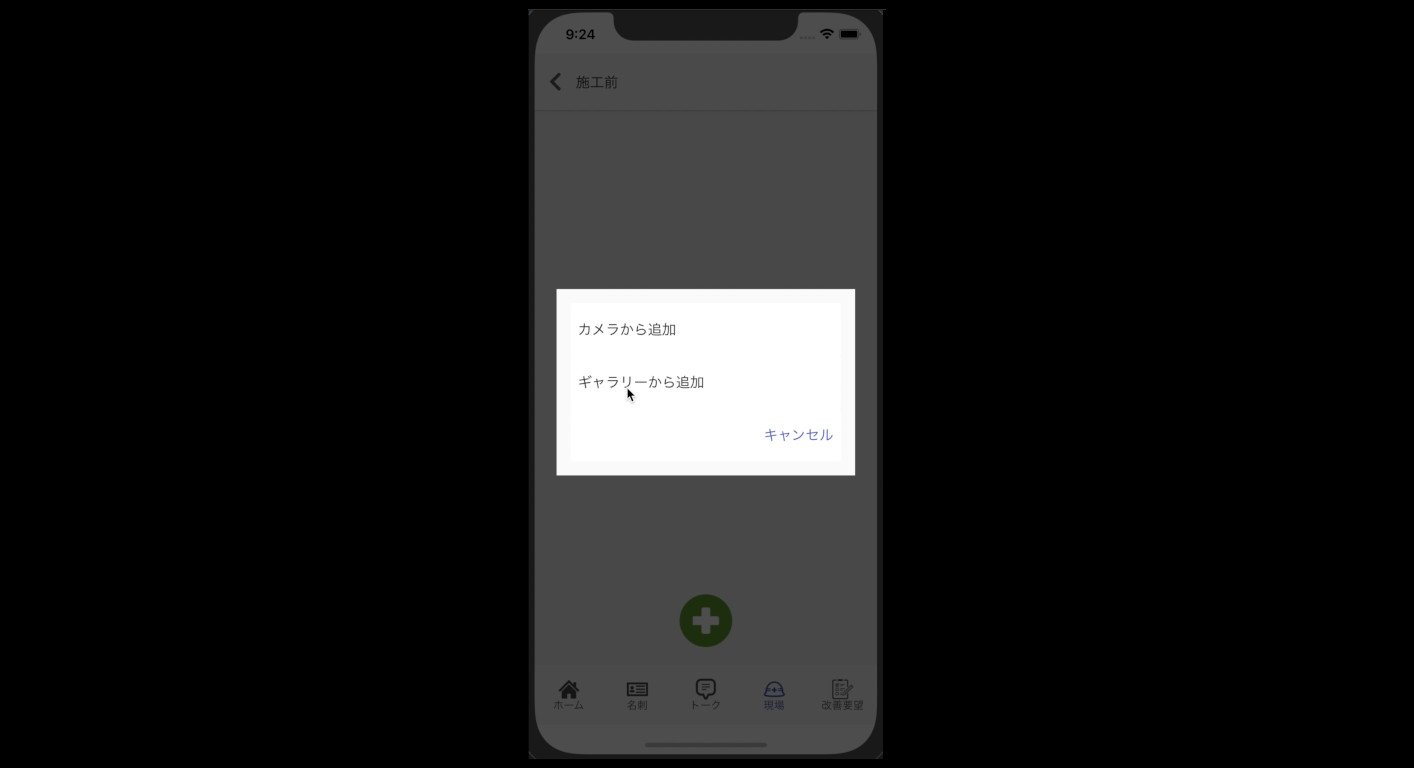 9:24
施工前
カメラから追加
ギャラリーから追加
キャンセル
ホーム
名刺
トーク
現場
改善要望